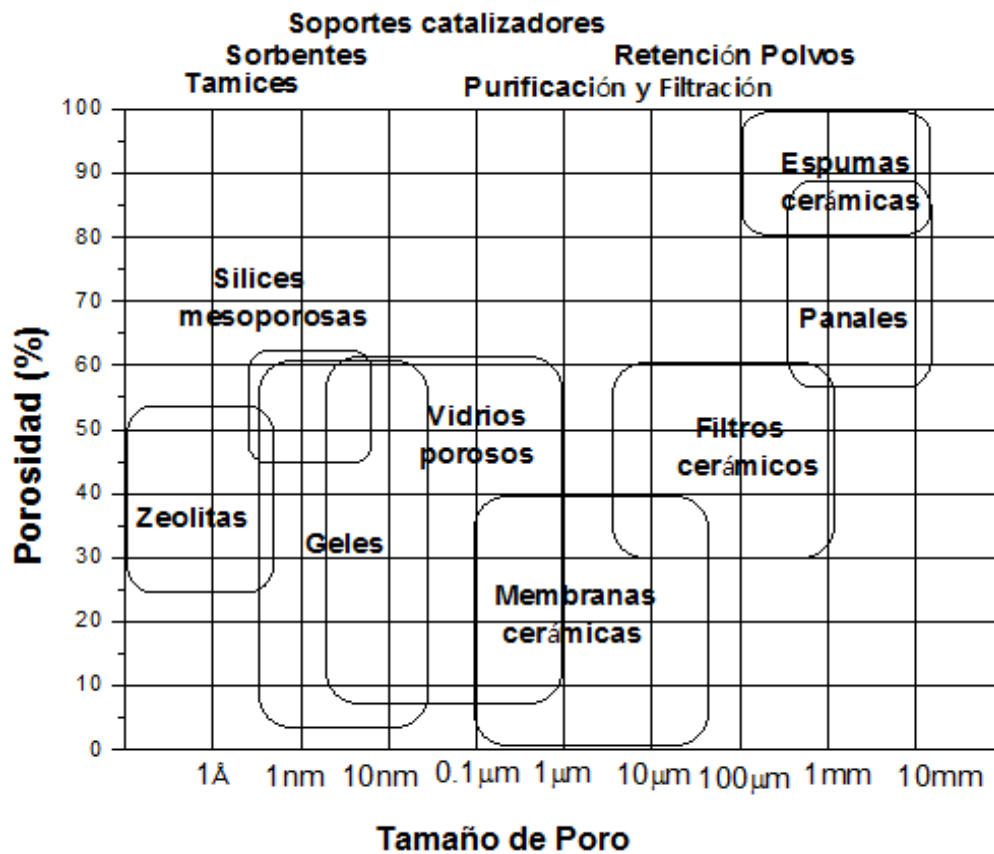 Soportes catalizadores
Sorbentes
Retención Polvos
Tamices
Purificación y Filtración
100
90
80
70
60
50
40
30
20
10
0
Porosidad (%)
Espumas
cerámicas
Silices
mesoporosas
Panales
Vidrios
porosos
Filtros
cerámicos
Zeolitas
Geles
Membranas
cerámicas
1Å 1nm 10nm 0.1µm 1µm 10µm 100µm 1mm 10mm
Tamaño de Poro